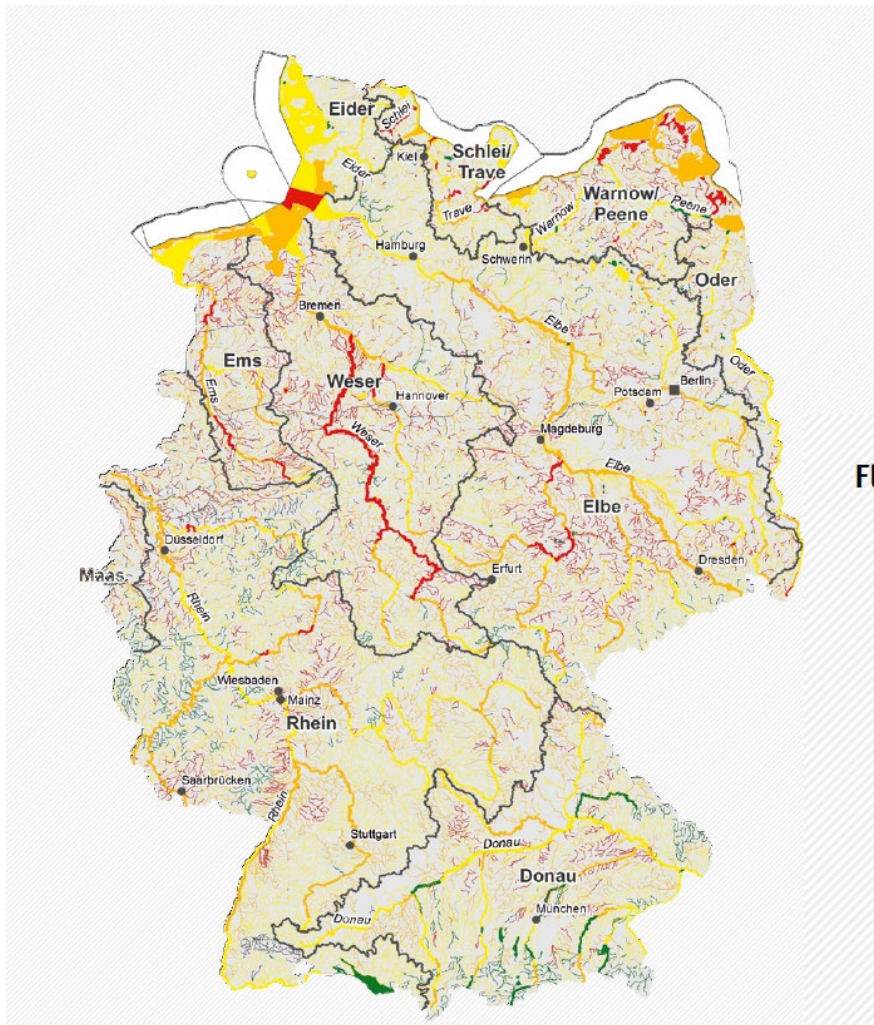 Eider
Schlei
Kiel
Eider
Schlei/
Trave
Trave
Warnow/
Peene
Peene
Warnow
Hamburg
Schwerin
Oder
Bremen
Elbe
Ems
Ems
Weser
Hannover
Weser
Potsdam
Berlin
Oder
Magdeburg
Elbe
Elbe
Fl
Düsseldorf
Maas
Erfurt
Dresden
Rhein
Wiesbaden
Mainz
Rhein
Saarbrücken
Rhein
Stuttgart
Donau
Donau
München
Donau